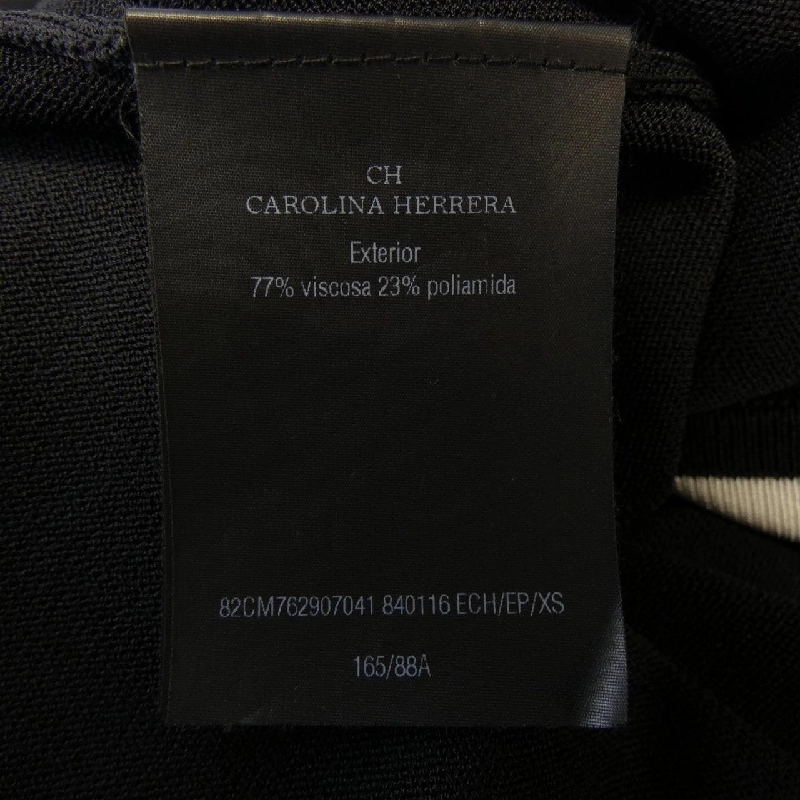 CH
CAROLINA HERRERA
Exterior
77% viscosa 23% poliamida
82CM762907041 840116 ECH/EP/XS
165/88A